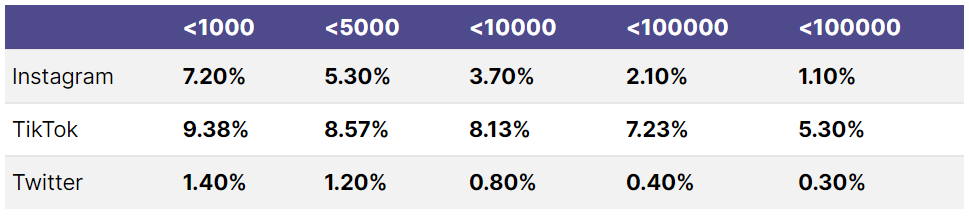 <1000 <5000 <10000 <100000 <100000
Instagram 7.20% 5.30% 3.70% 2.10% 1.10%
TikTok 9.38% 8.57% 8.13% 7.23% 5.30%
Twitter 1.40% 1.20% 0.80% 0.40% 0.30%